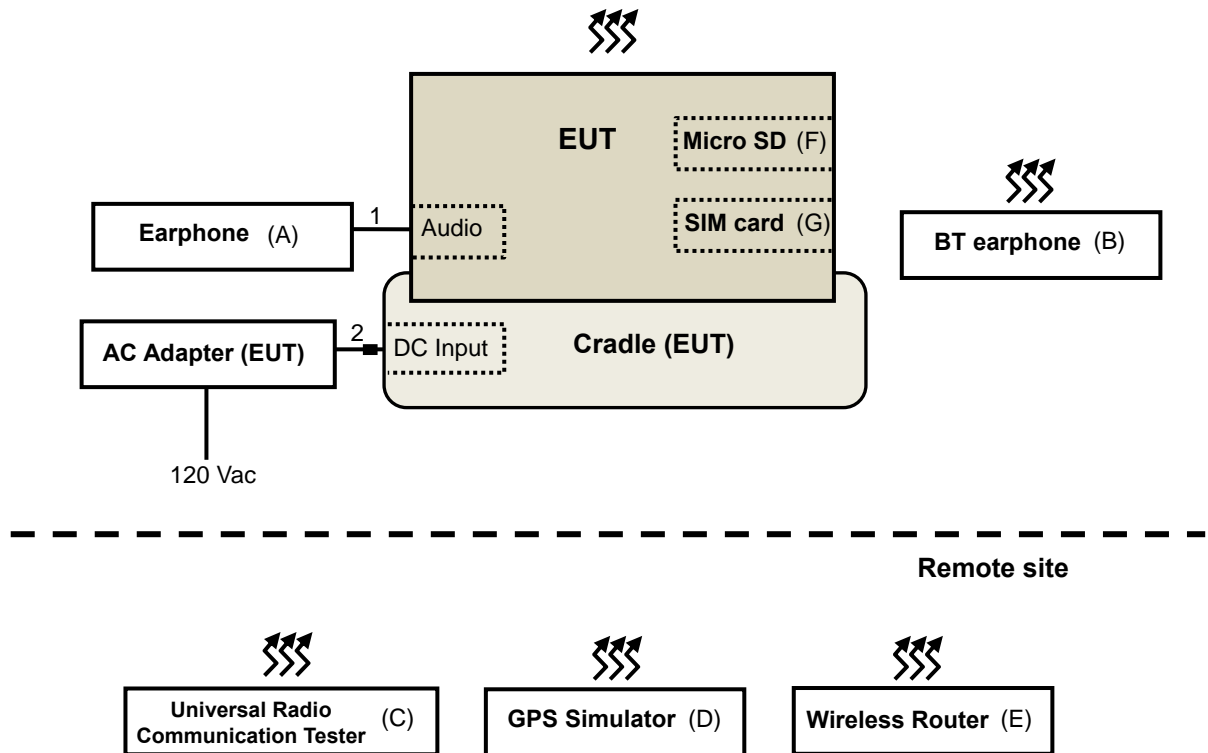 EUT
Micro SD (F)
Earphone (A)
1
Audio
SIM card (G)
BT earphone (B)
AC Adapter (EUT)
2
DC Input
Cradle (EUT)
120 Vac
Remote site
Universal Radio
Communication Tester (C)
GPS Simulator (D)
Wireless Router (E)